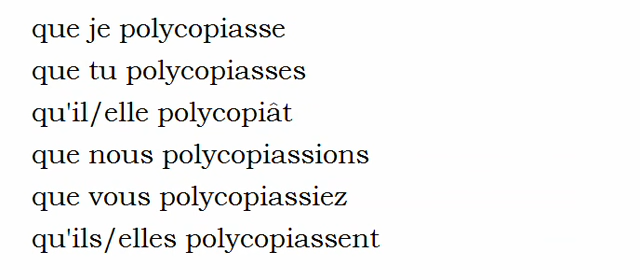 que je polycopiasse
que tu polycopiasses
qu'il/elle polycopiât
que nous polycopiassions
que vous polycopiassiez
qu'ils/elles polycopiassent